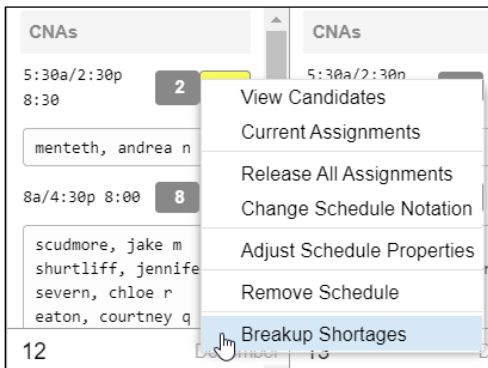 CNAs
5:30a/2:30p
8:30
2
menteth, andrea n
8a/4:30p 8:00
8
scudmore, jake m
shurtliff, jennife
severn, chloe r
eaton, courtney q
12
CNAs
5:30a/2:30p
View Candidates
Current Assignments
Release All Assignments
Change Schedule Notation
Adjust Schedule Properties
Remove Schedule
Breakup Shortages
13